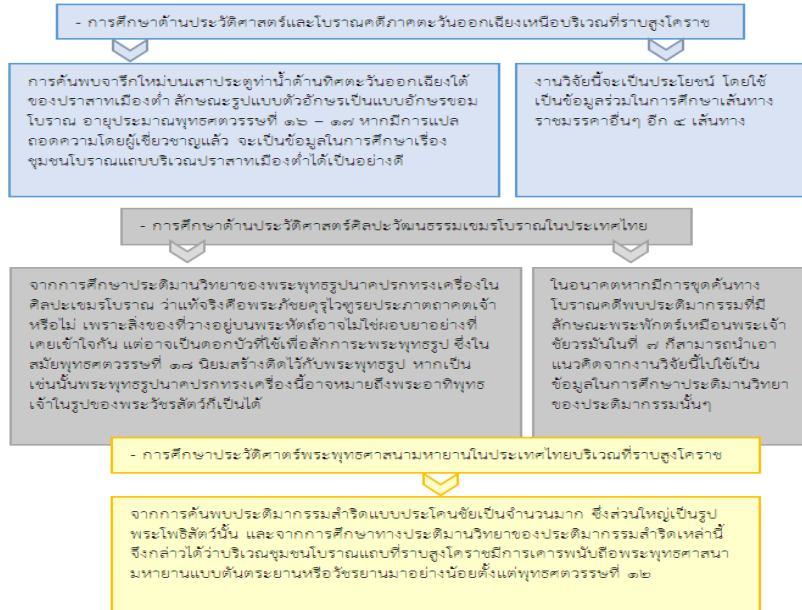 - การศึกษาด้านประวัติศาสตร์และโบราณคดีภาคตะวันออกเฉียงเหนือบริเวณที่ราบสูงโคราช
การค้นพบจารึกใหม่บนเสาประตูท่าน้ำด้านทิศตะวันออกเฉียงใต้
ของปราสาทเมืองต่ำ ลักษณะรูปแบบตัวอักษรเป็นแบบอักษรขอม
โบราณ อายุประมาณพุทธศตวรรษที่ ๑๖ – ๑๗ หากมีการแปล
ถอดความโดยผู้เชี่ยวชาญแล้ว จะเป็นข้อมูลในการศึกษาเรื่อง
ชุมชนโบราณแถบบริเวณปราสาทเมืองต่ำได้เป็นอย่างดี
งานวิจัยนี้จะเป็นประโยชน์ โดยใช้
เป็นข้อมูลร่วมในการศึกษาเส้นทาง
ราชมรรคาอื่นๆ อีก ๔ เส้นทาง
- การศึกษาด้านประวัติศาสตร์ศิลปะวัฒนธรรมเขมรโบราณในประเทศไทย
จากการศึกษาประติมานวิทยาของพระพุทธรูปนาคปรกทรงเครื่องใน
ศิลปะเขมรโบราณ ว่าแท้จริงคือพระภัชยคุรุไวฑูรยประภาตถาคตเจ้า
หรือไม่ เพราะสิ่งของที่วางอยู่บนพระหัตถ์อาจไม่ใช่ผอบยาอย่างที่
เคยเข้าใจกัน แต่อาจเป็นดอกบัวที่ใช้เพื่อสักการะพระพุทธรูป ซึ่งใน
สมัยพุทธศตวรรษที่ ๑๘ นิยมสร้างติดไว้กับพระพุทธรูป หากเป็น
เช่นนั้นพระพุทธรูปนาคปรกทรงเครื่องนี้อาจหมายถึงพระอาทิพุทธ
เจ้าในรูปของพระวัชรสัตว์ก็เป็นได้
ในอนาคตหากมีการขุดค้นทาง
โบราณคดีพบประติมากรรมที่มี
ลักษณะพระพักตร์เหมือนพระเจ้า
ชัยวรมันในที่ ๗ ก็สามารถนำเอา
แนวคิดจากงานวิจัยนี้ไปใช้เป็น
ข้อมูลในการศึกษาประติมานวิทยา
ของประติมากรรมนั้นๆ
- การศึกษาประวัติศาตร์พระพุทธศาสนามหายานในประเทศไทยบริเวณที่ราบสูงโคราช
จากการค้นพบประติมากรรมสำริดแบบประโคนชัยเป็นจำนวนมาก ซึ่งส่วนใหญ่เป็นรูป
พระโพธิสัตว์นั้น และจากการศึกษาทางประติมานวิทยาของประติมากรรมสำริดเหล่านี้
จึงกล่าวได้ว่าบริเวณชุมชนโบราณแถบที่ราบสูงโคราชมีการเคารพนับถือพระพุทธศาสนา
มหายานแบบตันตระยานหรือวัชรยานมาอย่างน้อยตั้งแต่พุทธศตวรรษที่ ๑๒